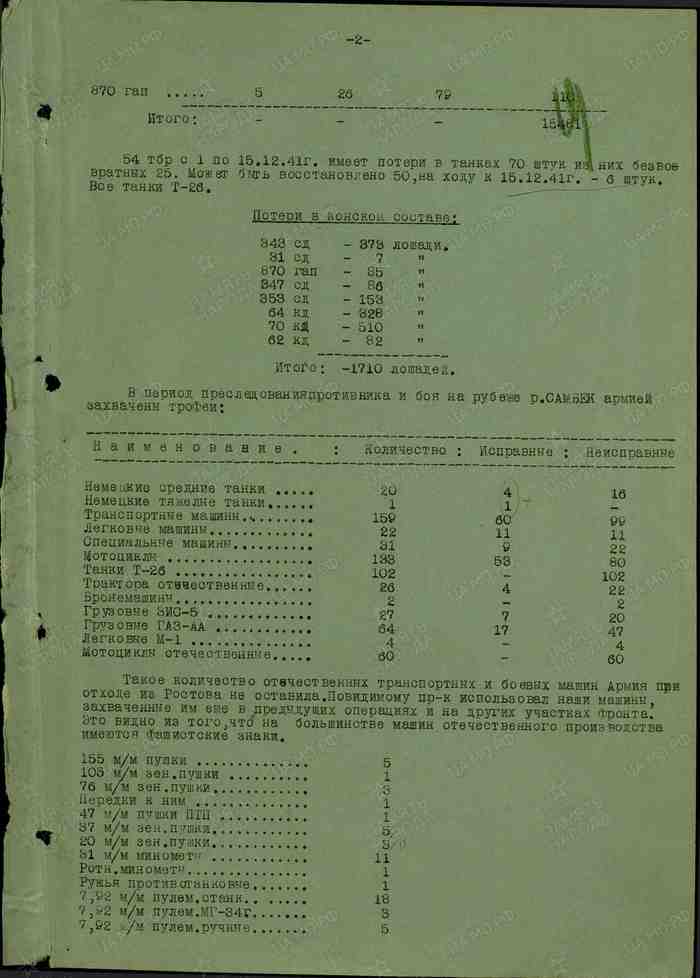 -2-
870 гап ..... 5 26 79 110
Итого: - - - 15461
54 тбр с 1 по 15.12.41г. имеет потери в танках 70 штук из них безвоз
вратных 25. Может быть восстановлено 50,на ходу к 15.12.41г. - 6 штук.
Все танки Т-26.
Потери в конском составе:
343 сд - 373 лошади.
31 сд - 7 "
870 гап - 85 "
347 сд - 86 "
353 сд - 153 "
64 кд - 328 "
70 кд - 510 "
62 кд - 82 "
Итого: -1710 лошадей.
В период преследованияпротивника и боя на рубеже р.САМБЕК армией
захвачены трофеи:
Наименование. : Количество : Исправные : Неисправные
Немецкие средние танки ..... 20 4 16
Немецкие тяжелые танки...... 1 1 -
Транспортные машины......... 159 60 99
Легковые машины............ 22 11 11
Специальные машины.......... 31 9 22
Мотоциклы .................. 133 53 80
Танки Т-26 ................. 102 - 102
Трактора отечественные...... 26 4 22
Бронемашины................. 2 - 2
Грузовые ЗИС-5 ............. 27 7 20
Грузовые ГАЗ-АА ............ 64 17 47
Легковые М-1 ............... 4 - 4
Мотоциклы отечественные..... 60 - 60
Такое количество отечественных транспортных и боевых машин Армия при
отходе из Ростова не оставила.Повидимому пр-к использовал наши машины,
захваченные им еще в предыдущих операциях и на других участках фронта.
Это видно из того,что на большинстве машин отечественного производства
имеются фашистские знаки.
155 м/м пушки .............. 5
105 м/м зен.пушки .......... 1
76 м/м зен.пушки............ 3
Передки к ним .............. 1
47 м/м пушки ПТП ........... 1
37 м/м зен.пушки............ 5
20 м/м зен.пушки............ 3
81 м/м минометы ............ 11
Ротн.минометы............... 1
Ружья противотанковые....... 1
7,92 м/м пулем.станк........ 18
7,92 м/м пулем.МГ-34г....... 3
7,92 м/м пулем.ручные....... 5